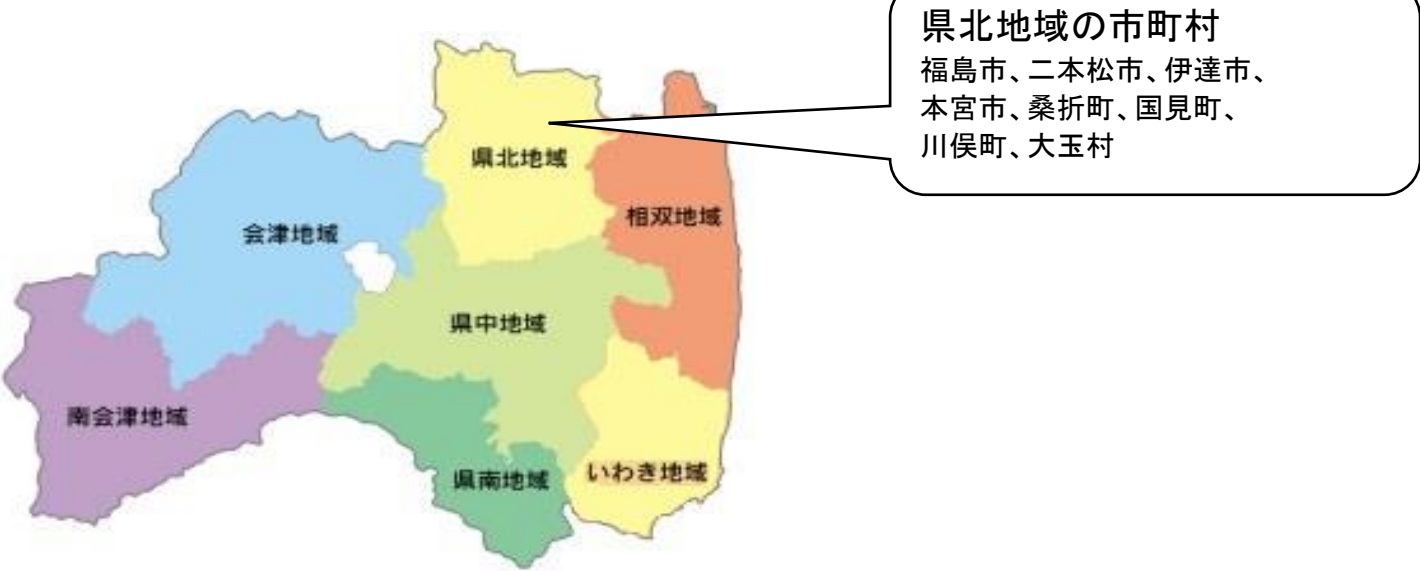 県北地域の市町村
福島市、二本松市、伊達市、
本宮市、桑折町、国見町、
川俣町、大玉村
県北地域
相双地域
会津地域
県中地域
南会津地域
県南地域
いわき地域